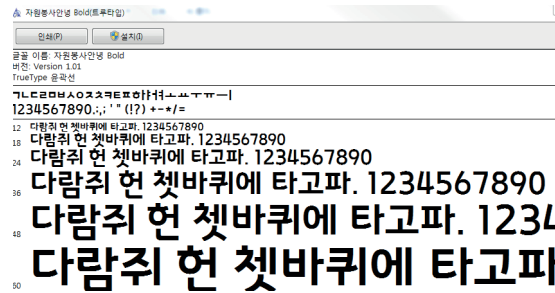 자원봉사안녕 Bold(트루타입)
인쇄(P) 설치(I)
글꼴 이름: 자원봉사안녕 Bold
버전: Version 1.01
TrueType 윤곽선
ㄱㄴㄷㄹㅁㅂㅅㅇㅈㅊㅋㅌㅍㅎㅏㅑㅓㅕㅗㅛㅜㅠㅡㅣ
1234567890.:,; ' " (!?) +-*/=
12 다람쥐 헌 쳇바퀴에 타고파. 1234567890
18 다람쥐 헌 쳇바퀴에 타고파. 1234567890
24 다람쥐 헌 쳇바퀴에 타고파. 1234567890
36 다람쥐 헌 쳇바퀴에 타고파. 1234567890
48 다람쥐 헌 쳇바퀴에 타고파. 1234
60 다람쥐 헌 쳇바퀴에 타고파